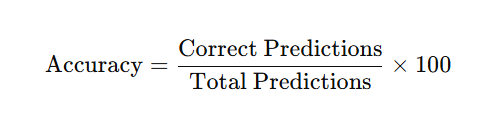 Accuracy = Correct Predictions / Total Predictions × 100